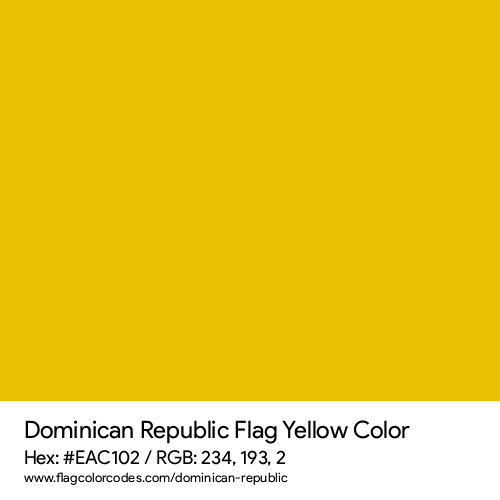 Dominican Republic Flag Yellow Color
Hex: #EAC102 / RGB: 234, 193, 2
www.flagcolorcodes.com/dominican-republic